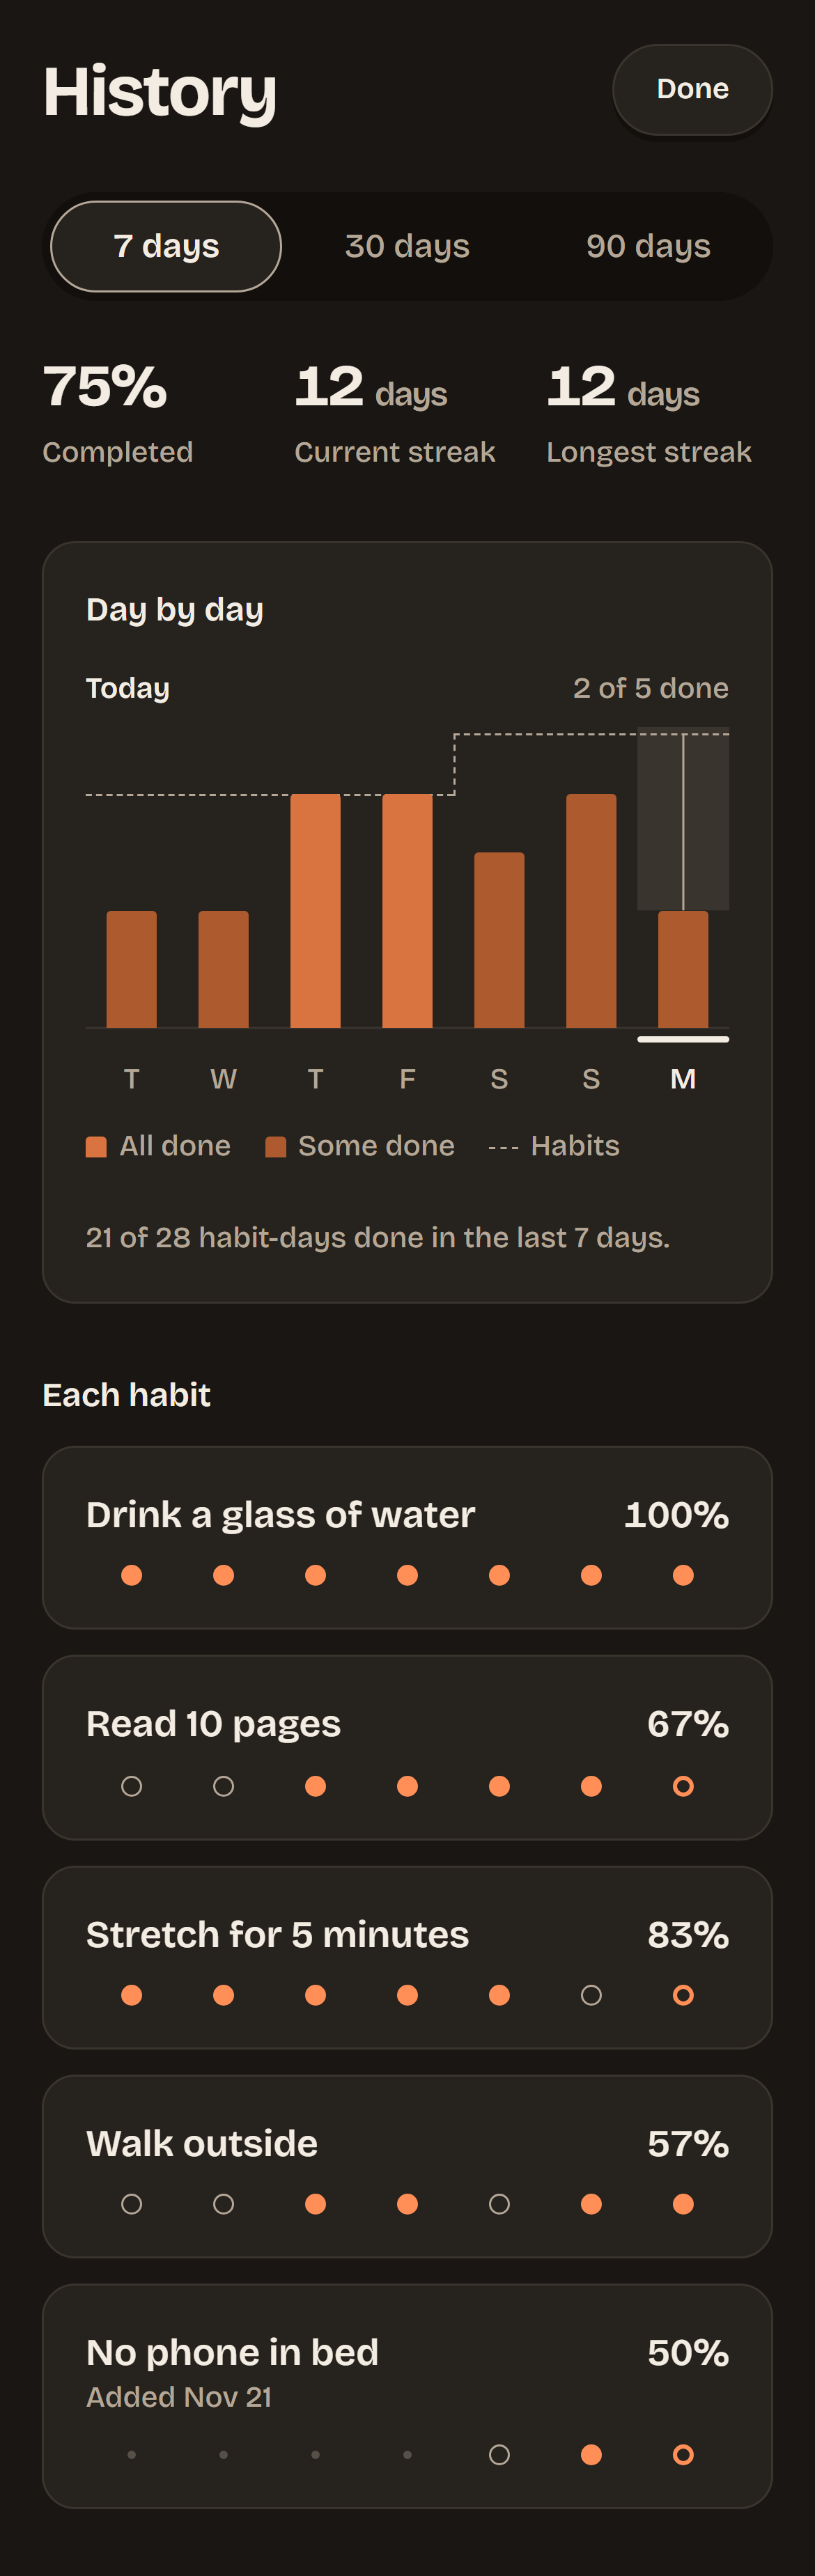 History
Done
7 days
30 days
90 days
75%
12 days
12 days
Completed
Current streak
Longest streak
Day by day
Today
2 of 5 done
T W T F S S M
All done
Some done
Habits
21 of 28 habit-days done in the last 7 days.
Each habit
Drink a glass of water
100%
Read 10 pages
67%
Stretch for 5 minutes
83%
Walk outside
57%
No phone in bed
50%
Added Nov 21